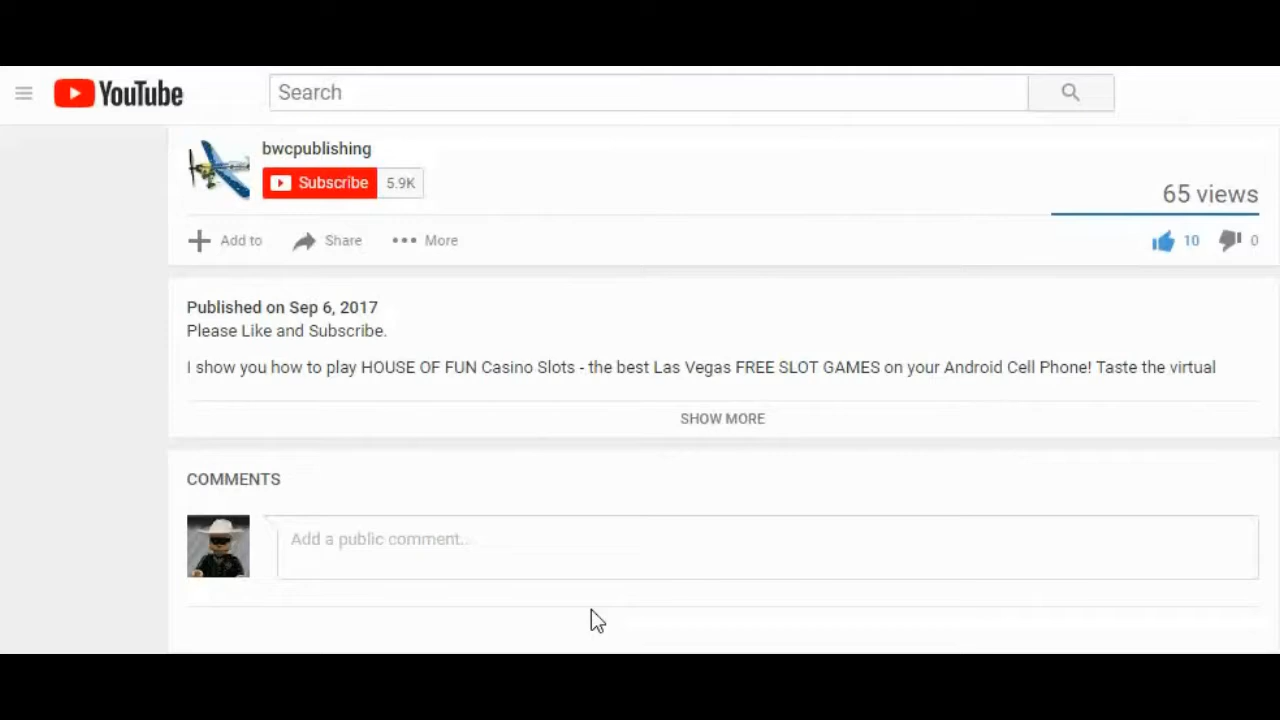 YouTube
Search
bwcpublishing
Subscribe 5.9K
65 views
Add to Share More
10 0
Published on Sep 6, 2017
Please Like and Subscribe.
I show you how to play HOUSE OF FUN Casino Slots - the best Las Vegas FREE SLOT GAMES on your Android Cell Phone! Taste the virtual
SHOW MORE
COMMENTS
Add a public comment...